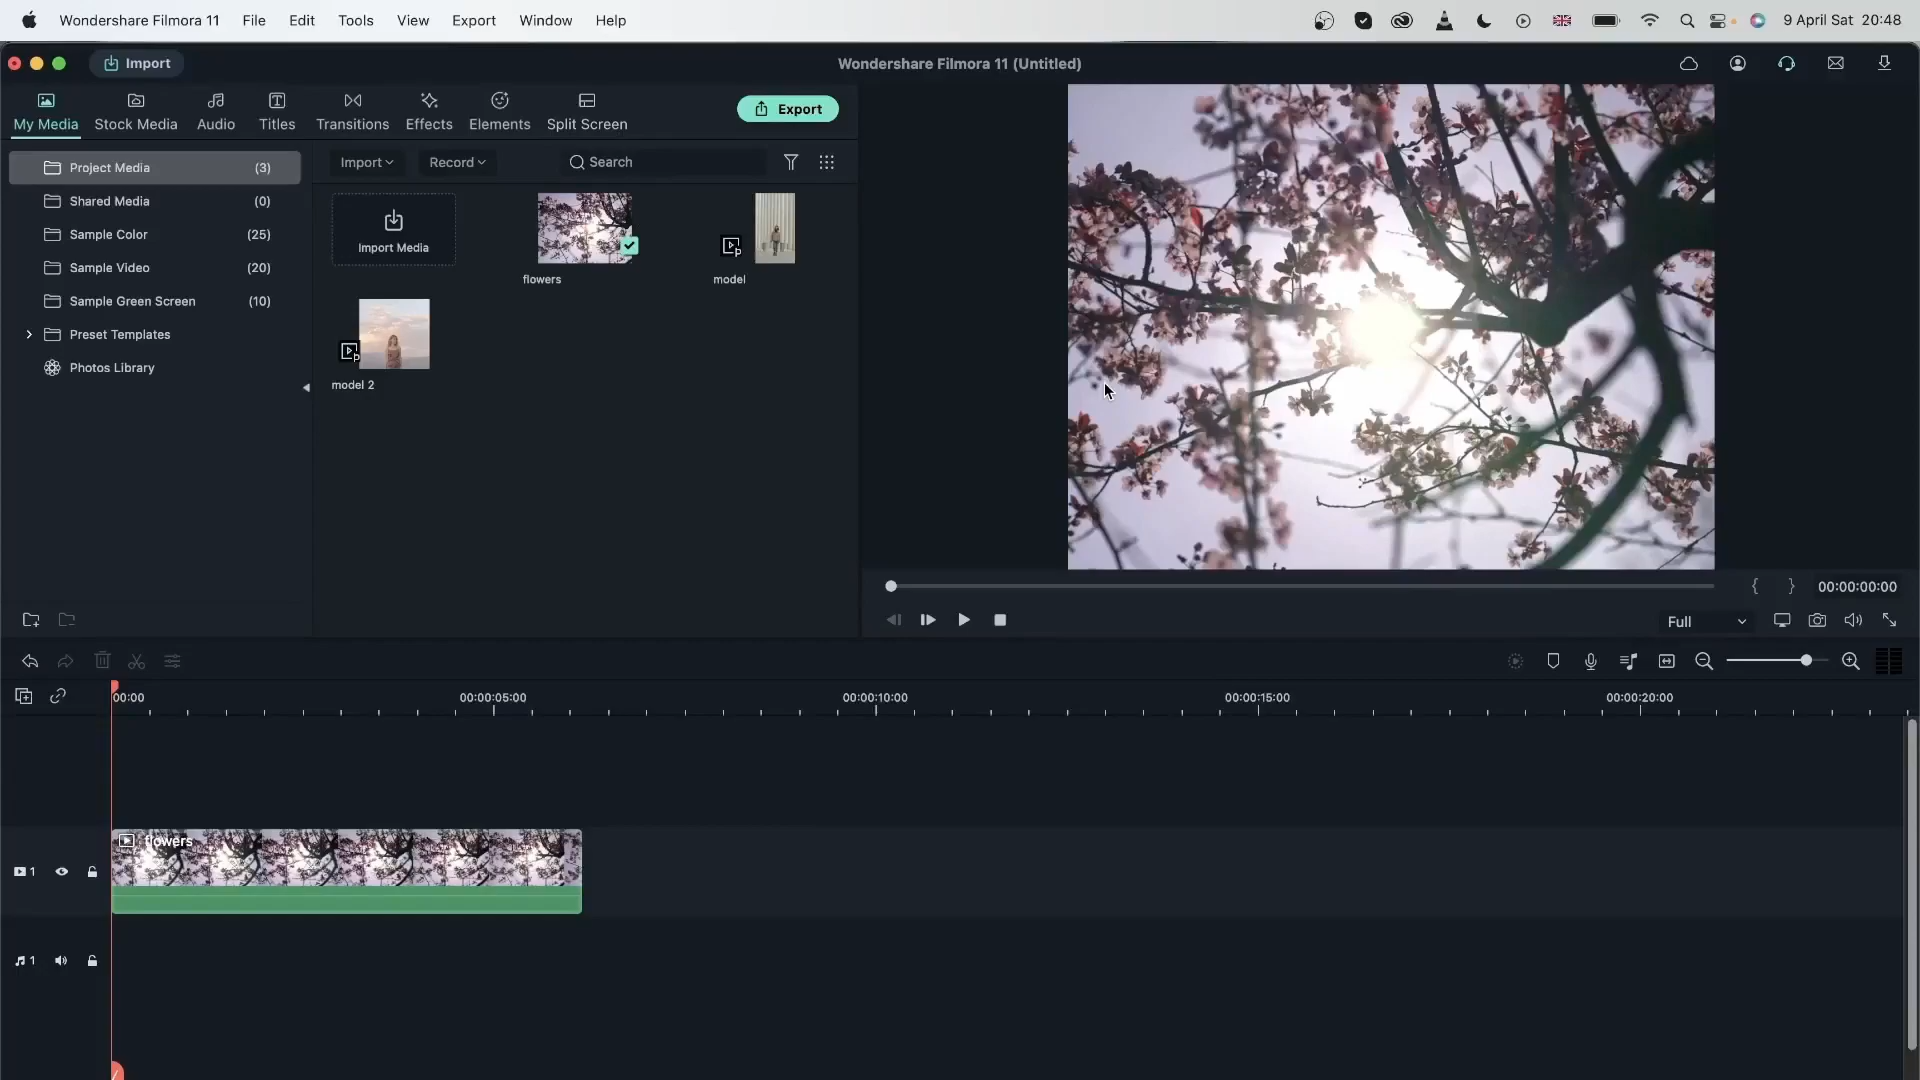 Wondershare Filmora 11 File Edit Tools View Export Window Help 9 April Sat 20:48
Import Wondershare Filmora 11 (Untitled)
My Media Stock Media Audio Titles Transitions Effects Elements Split Screen Export
Import Record Search
Project Media (3)
Shared Media (0)
Sample Color (25)
Sample Video (20)
Sample Green Screen (10)
Preset Templates
Photos Library
Import Media
flowers
model
model 2
{ } 00:00:00:00
Full
00:00 00:00:05:00 00:00:10:00 00:00:15:00 00:00:20:00
flowers
1
1